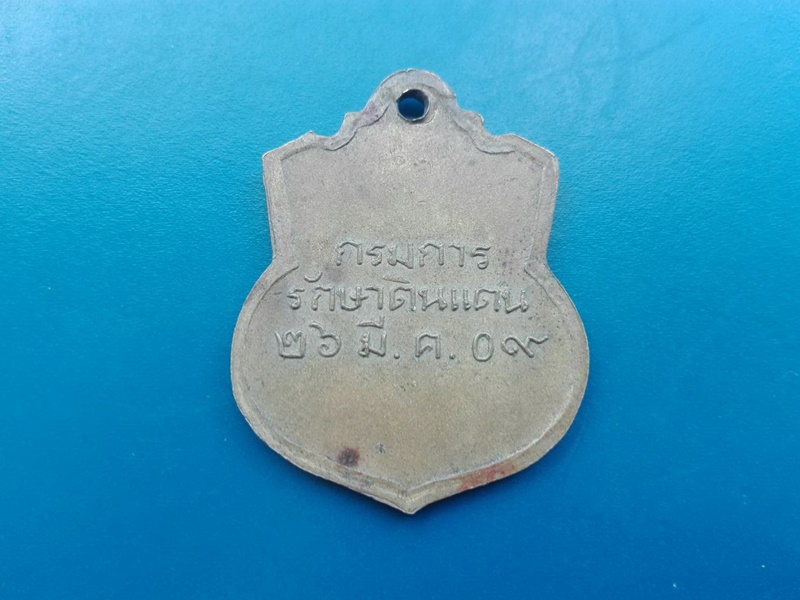 กรมการ
รักษาดินแดน
๒๖ มี. ค. ๐๙